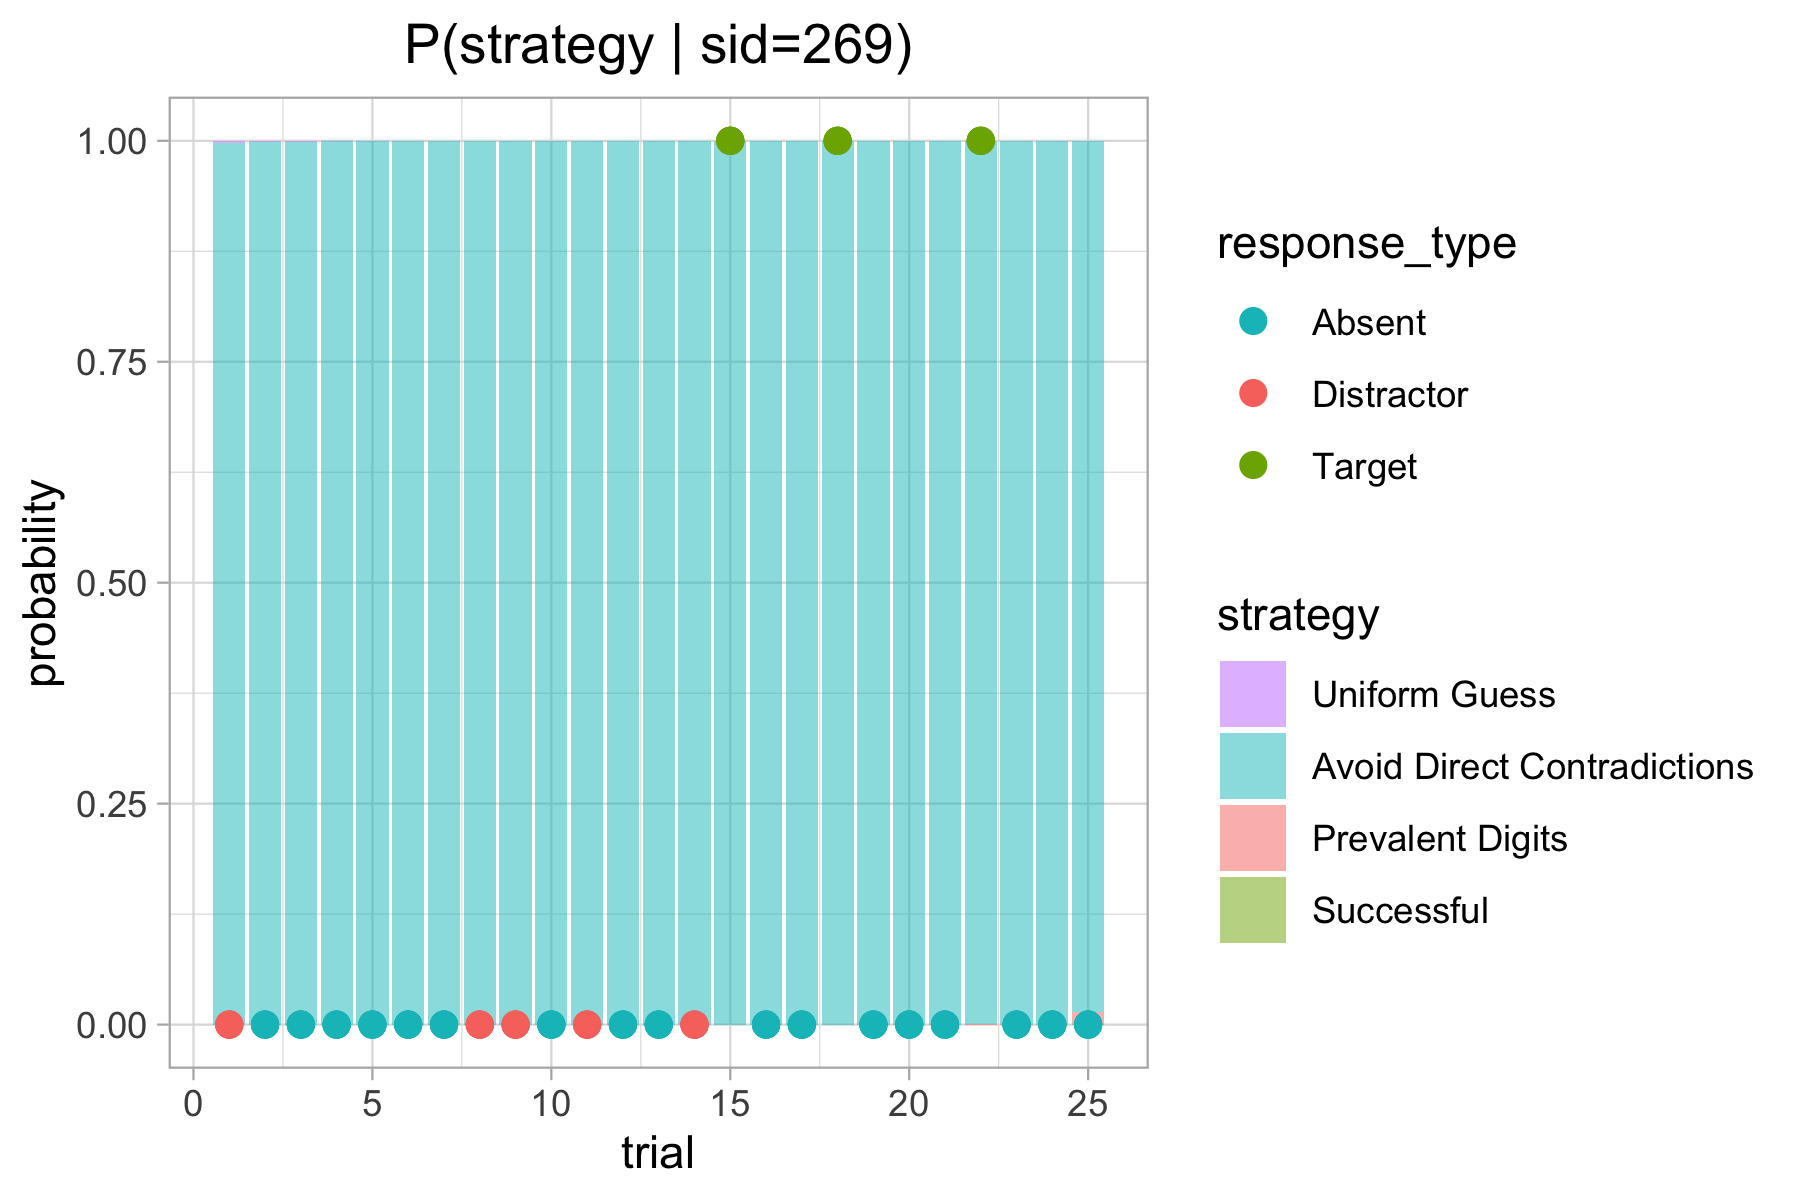 P(strategy | sid=269)
1.00
0.75
0.50
0.25
0.00
probability
0
5
10
15
20
25
trial
response_type
Absent
Distractor
Target
strategy
Uniform Guess
Avoid Direct Contradictions
Prevalent Digits
Successful